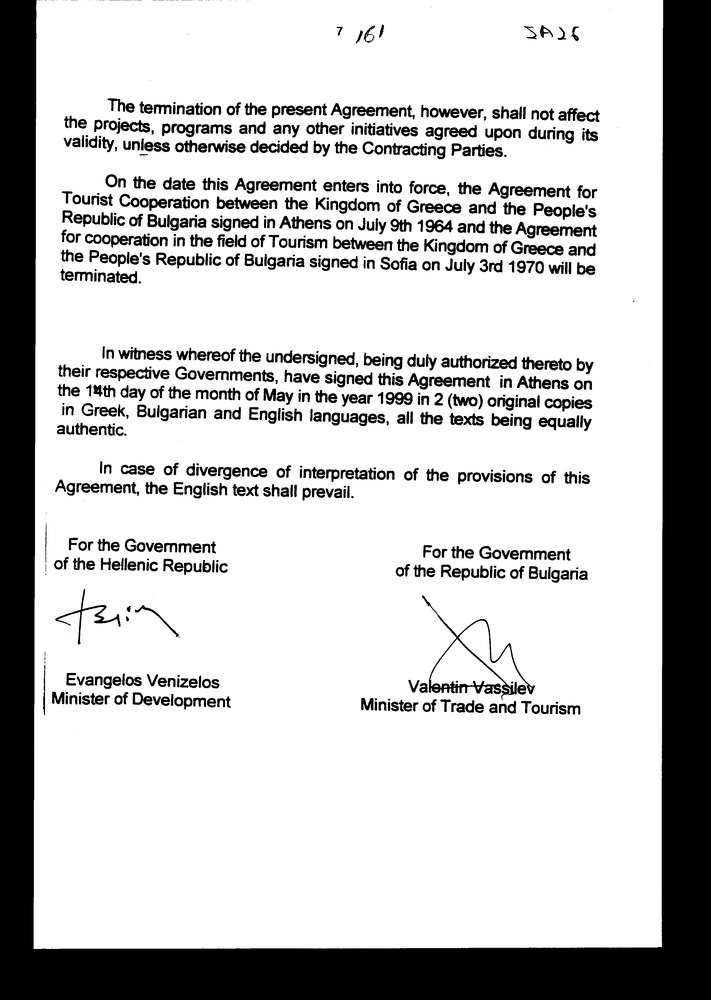 7 161 JA26
The termination of the present Agreement, however, shall not affect
the projects, programs and any other initiatives agreed upon during its
validity, unless otherwise decided by the Contracting Parties.
On the date this Agreement enters into force, the Agreement for
Tourist Cooperation between the Kingdom of Greece and the People's
Republic of Bulgaria signed in Athens on July 9th 1964 and the Agreement
for cooperation in the field of Tourism between the Kingdom of Greece and
the People's Republic of Bulgaria signed in Sofia on July 3rd 1970 will be
terminated.
In witness whereof the undersigned, being duly authorized thereto by
their respective Governments, have signed this Agreement in Athens on
the 14th day of the month of May in the year 1999 in 2 (two) original copies
in Greek, Bulgarian and English languages, all the texts being equally
authentic.
In case of divergence of interpretation of the provisions of this
Agreement, the English text shall prevail.
For the Government
of the Hellenic Republic
For the Government
of the Republic of Bulgaria
Evangelos Venizelos
Minister of Development
Valentin Vassilev
Minister of Trade and Tourism